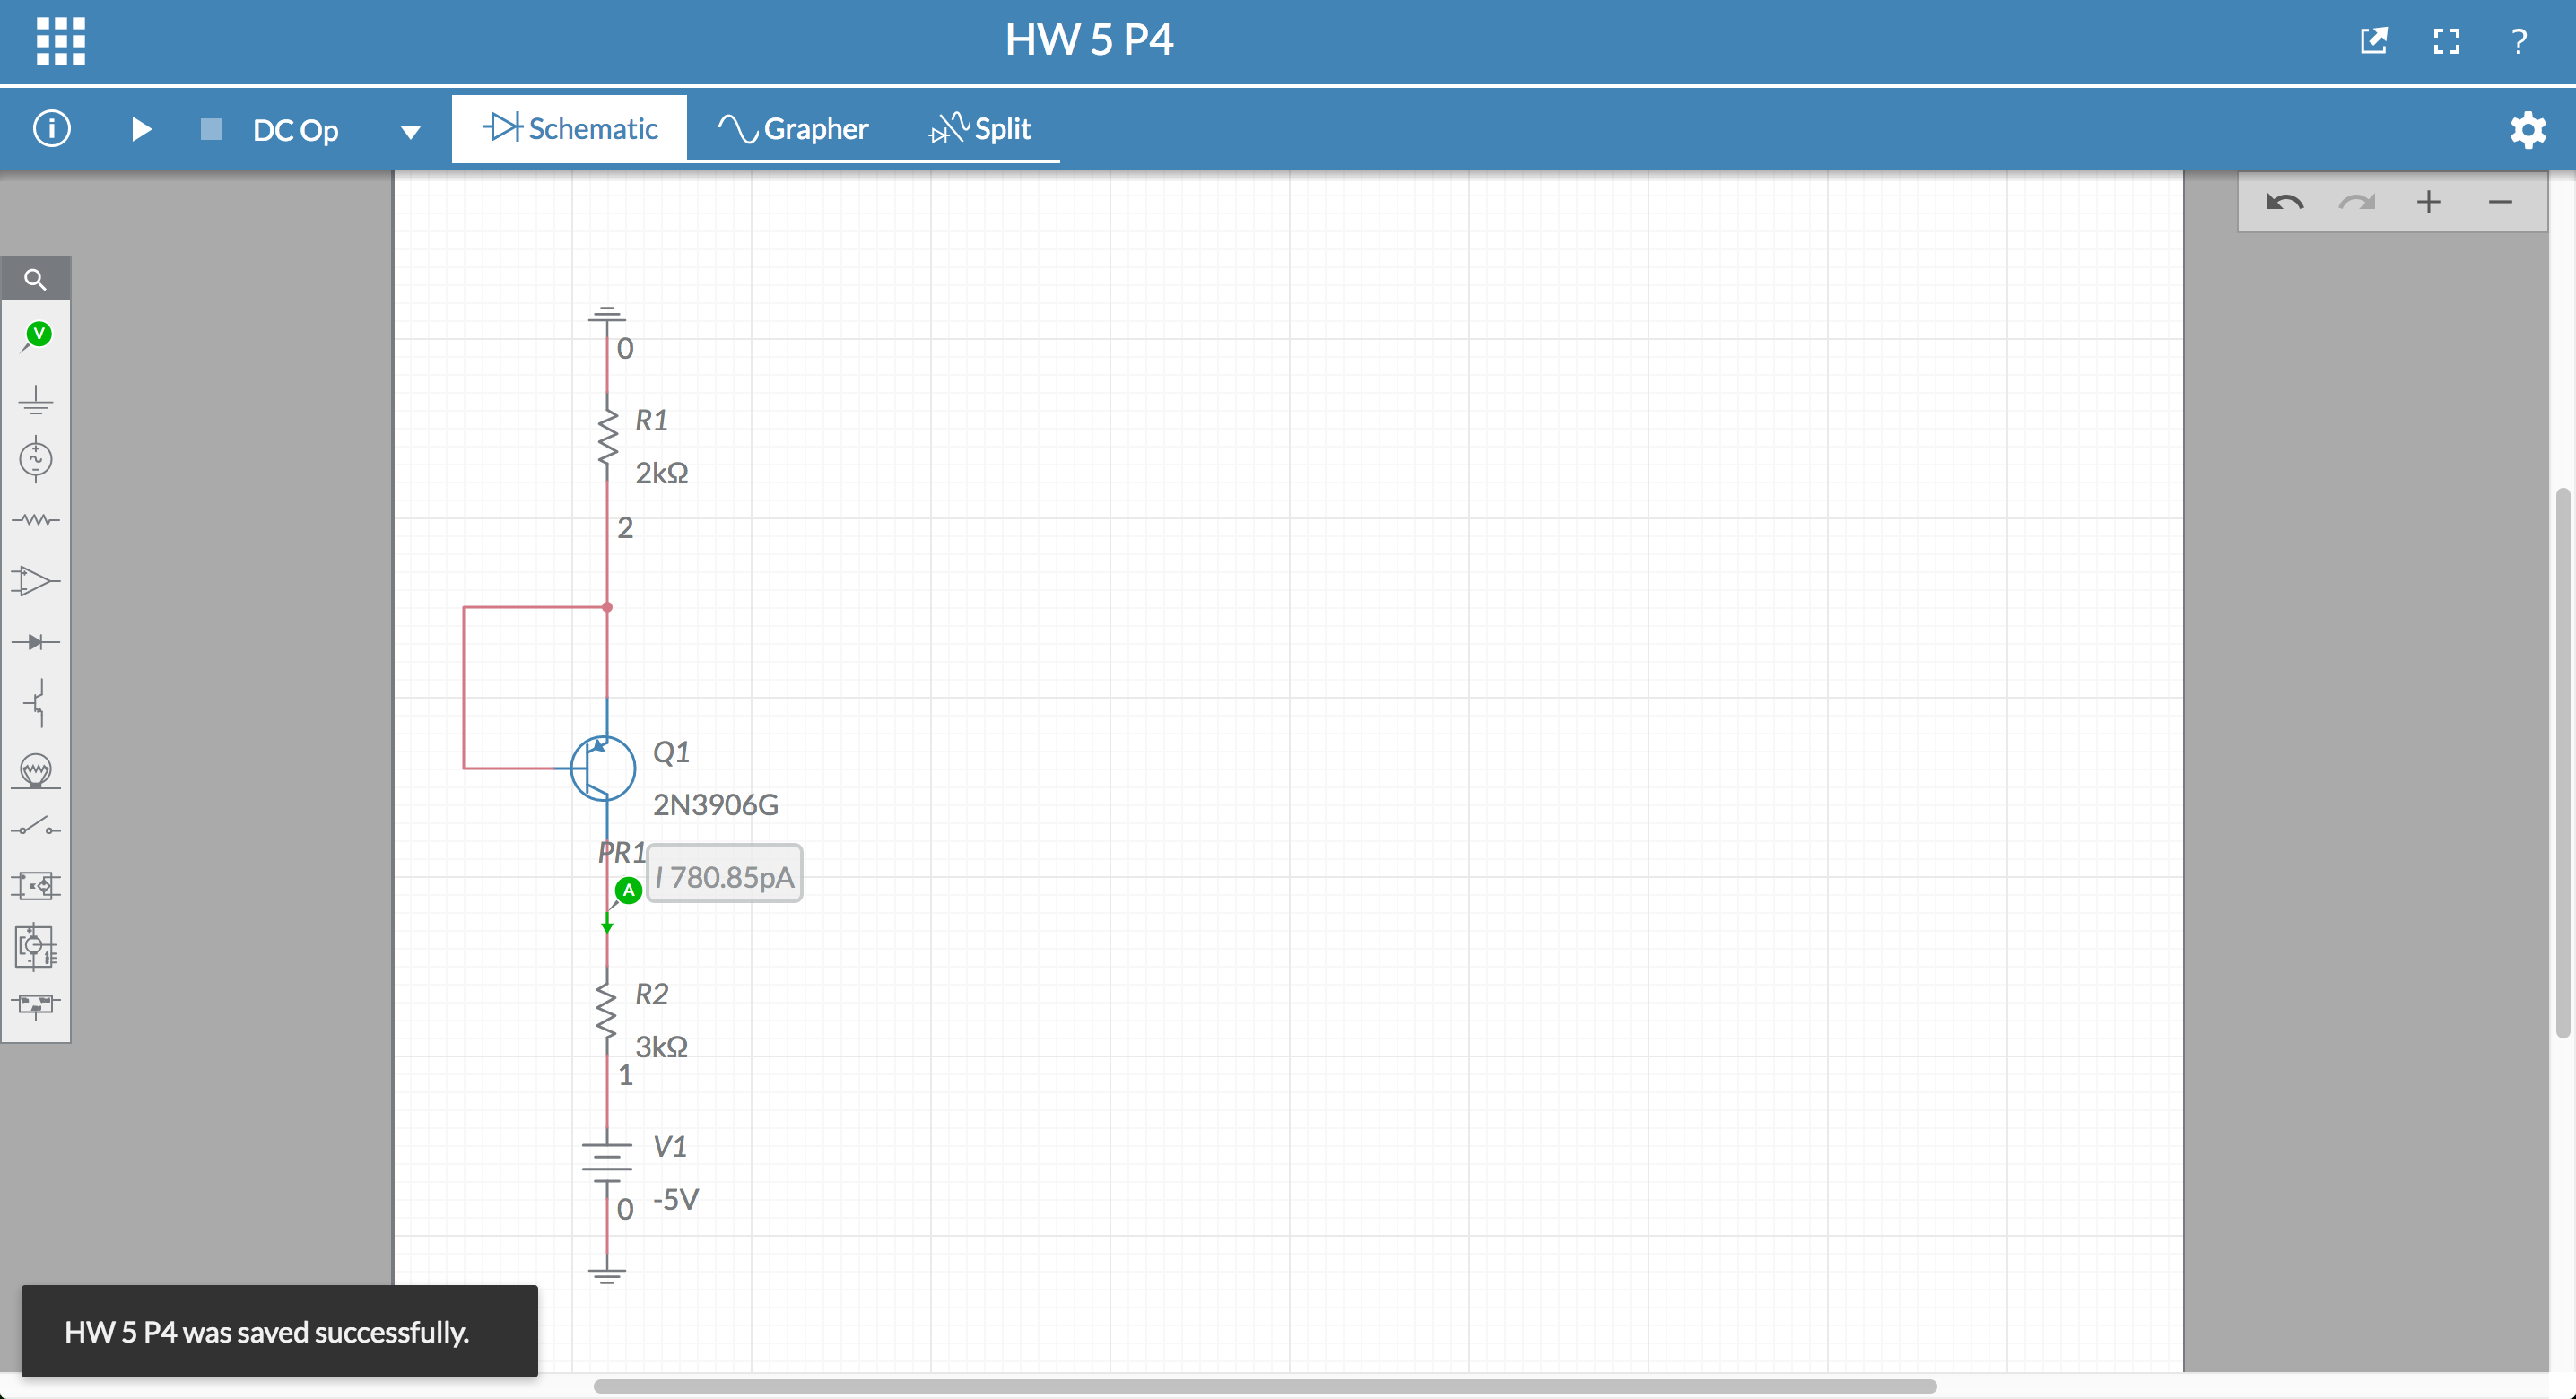 HW 5 P4
?
i
DC Op
Schematic
Grapher
Split
V
0
R1
2kΩ
2
Q1
2N3906G
PR1
I 780.85pA
A
R2
3kΩ
1
V1
-5V
0
HW 5 P4 was saved successfully.